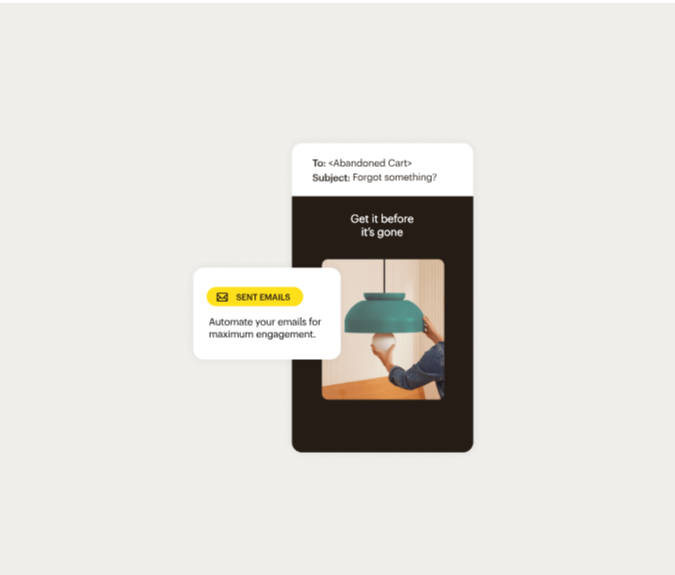 To: <Abandoned Cart>
Subject: Forgot something?
Get it before
it's gone
SENT EMAILS
Automate your emails for
maximum engagement.